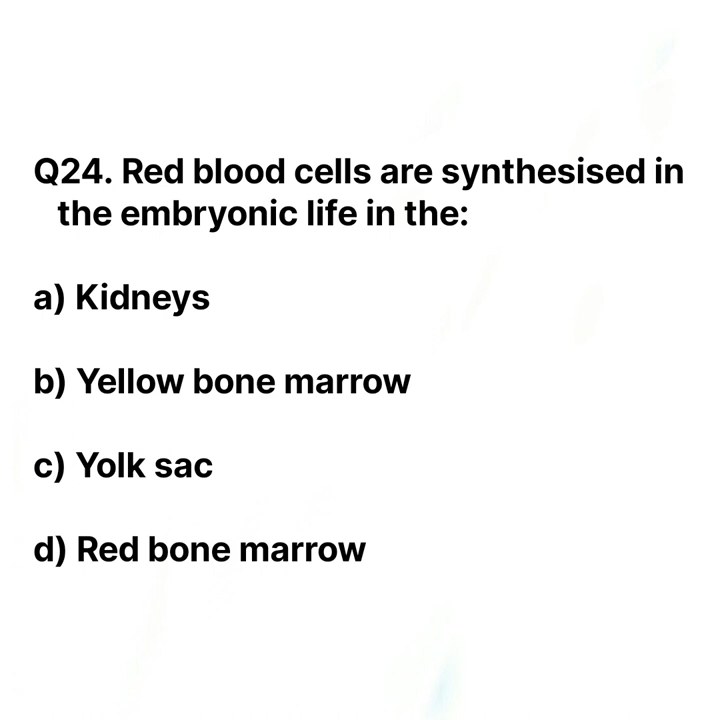 Q24. Red blood cells are synthesised in
the embryonic life in the:
a) Kidneys
b) Yellow bone marrow
c) Yolk sac
d) Red bone marrow